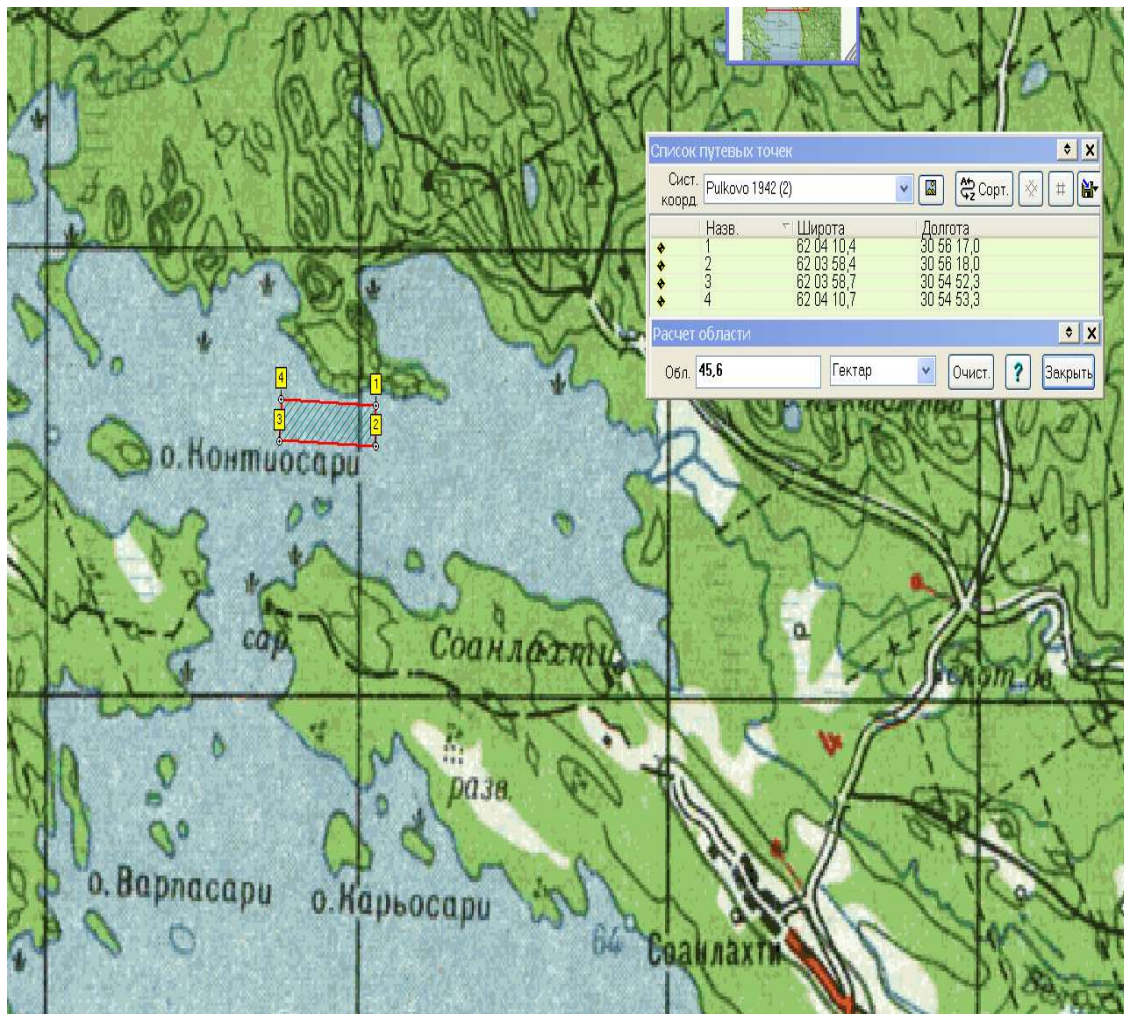 Список путевых точек
Сист. коорд. Pulkovo 1942 (2) Сорт.
Назв. Широта Долгота
1 62 04 10,4 30 56 17,0
2 62 03 58,4 30 56 18,0
3 62 03 58,7 30 54 52,3
4 62 04 10,7 30 54 53,3
Расчет области
Обл. 45,6 Гектар Очист. ? Закрыть
4
1
3
2
о.Контиосари
сар.
Соанлахти
разв.
о.Варпасари
о.Карьосари
64
Соанлахти